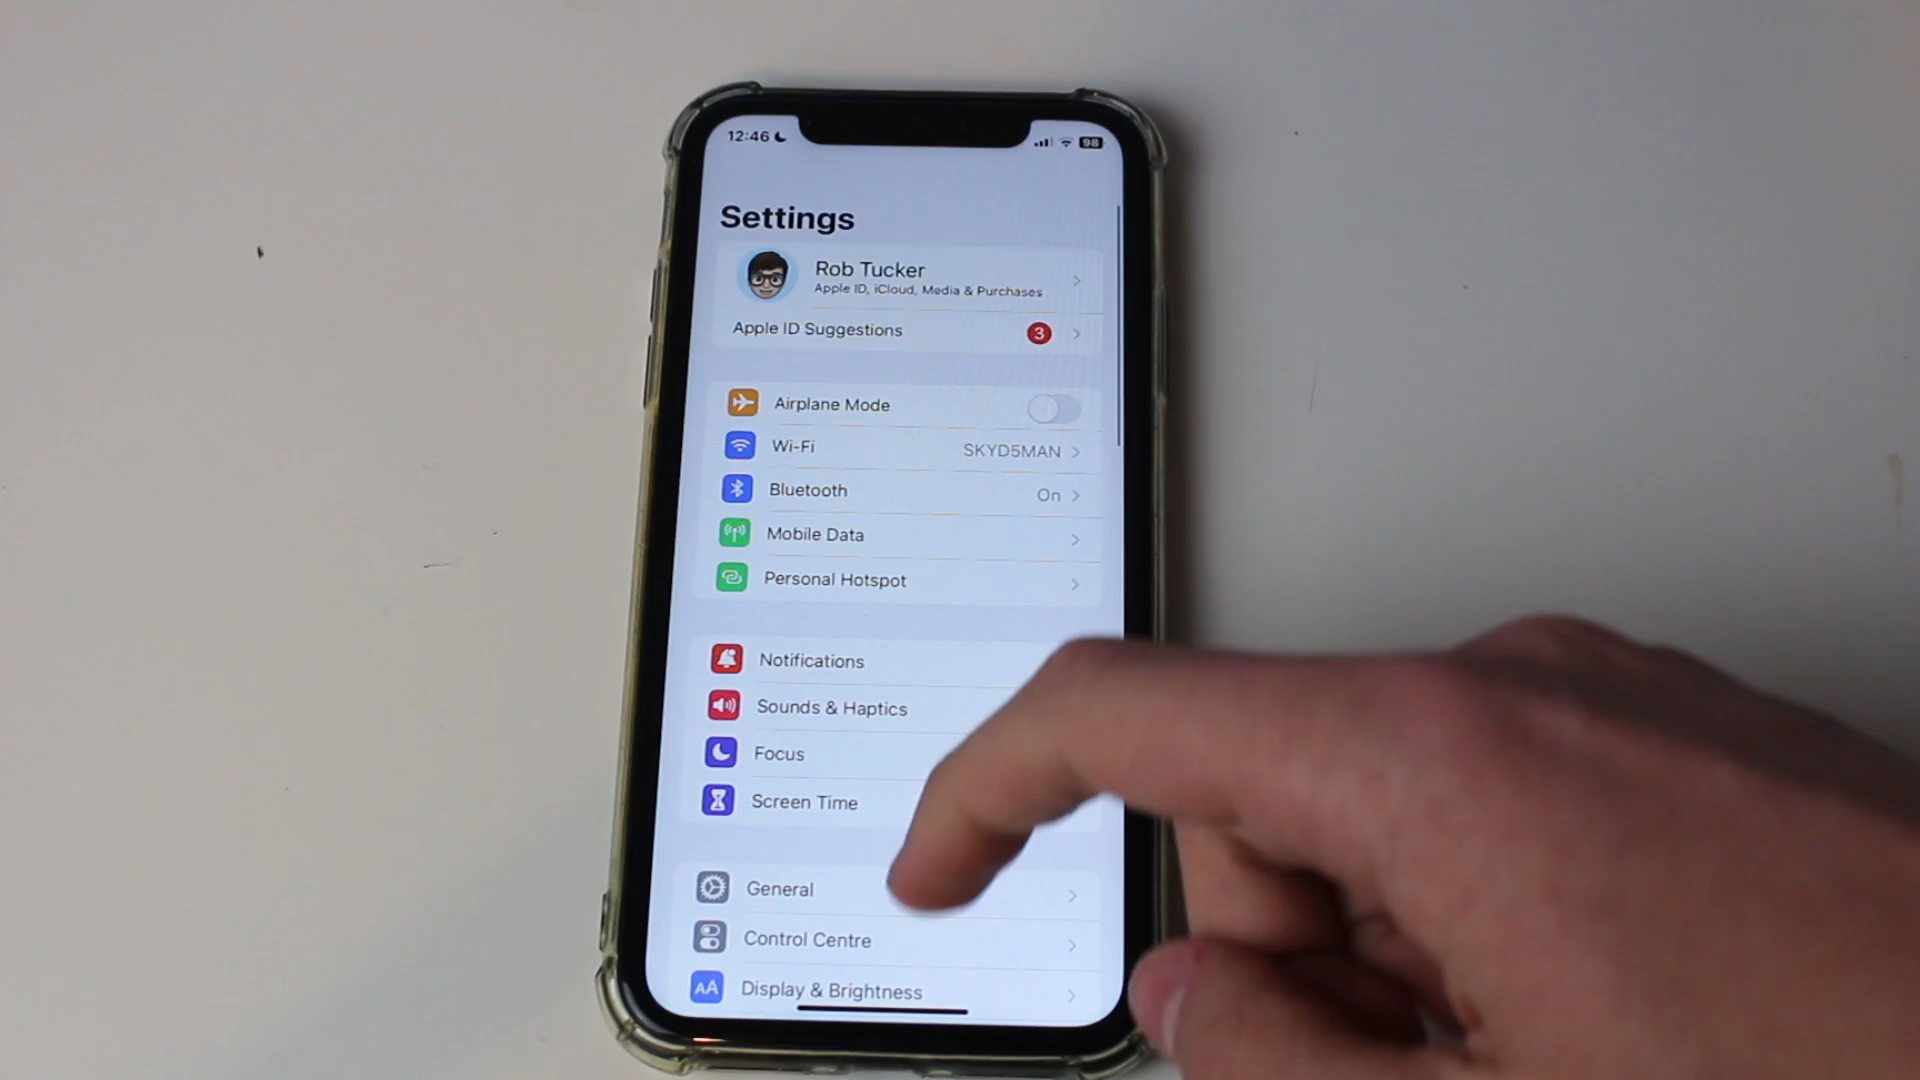 12:46
98
Settings
Rob Tucker
Apple ID, iCloud, Media & Purchases
Apple ID Suggestions 3
Airplane Mode
Wi-Fi SKYD5MAN
Bluetooth On
Mobile Data
Personal Hotspot
Notifications
Sounds & Haptics
Focus
Screen Time
General
Control Centre
AA Display & Brightness